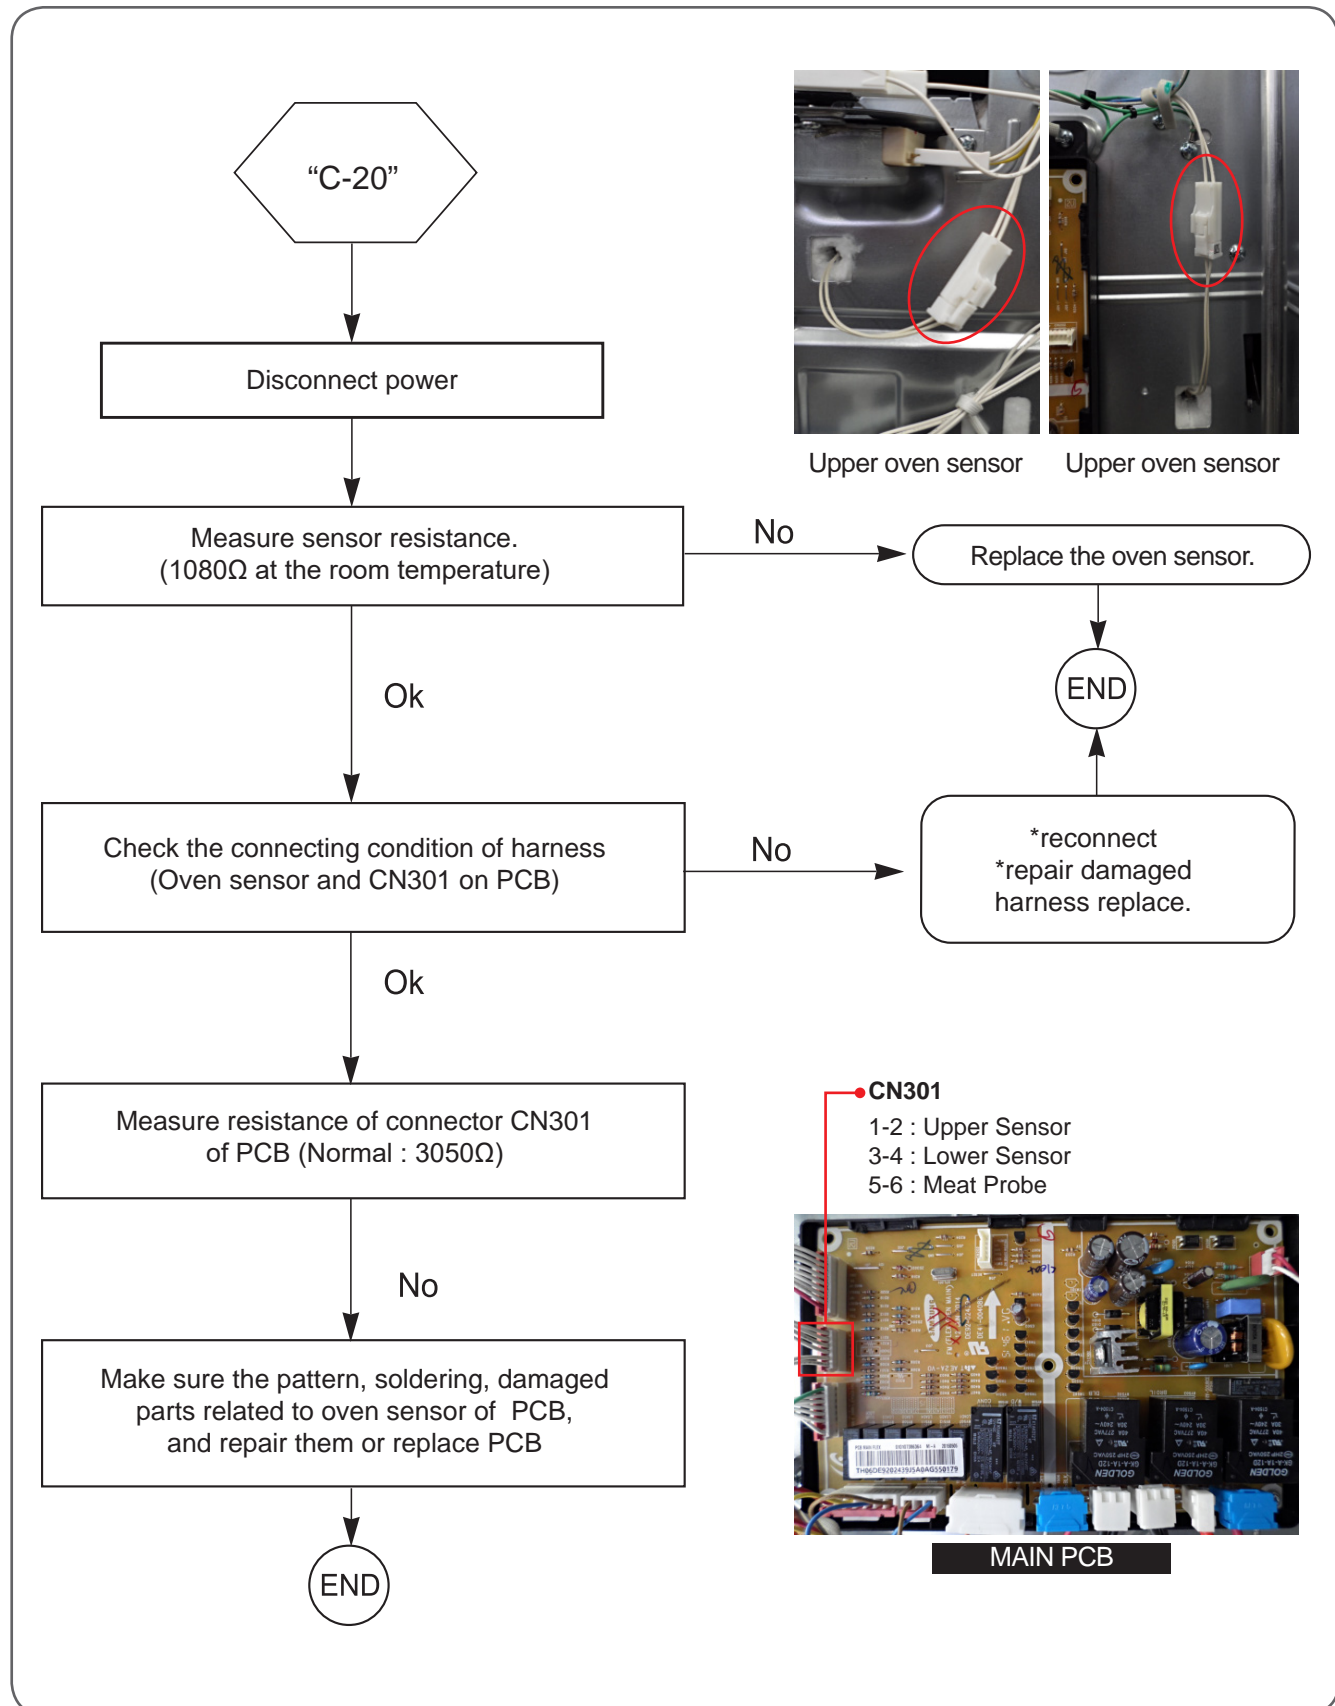 “C-20”
Disconnect power
Upper oven sensor
Upper oven sensor
Measure sensor resistance.
(1080Ω at the room temperature)
No
Replace the oven sensor.
END
Ok
Check the connecting condition of harness
(Oven sensor and CN301 on PCB)
No
*reconnect
*repair damaged
harness replace.
Ok
Measure resistance of connector CN301
of PCB (Normal : 3050Ω)
CN301
1-2 : Upper Sensor
3-4 : Lower Sensor
5-6 : Meat Probe
No
Make sure the pattern, soldering, damaged
parts related to oven sensor of PCB,
and repair them or replace PCB
GOLDEN
GOLDEN
GOLDEN
MAIN PCB
END